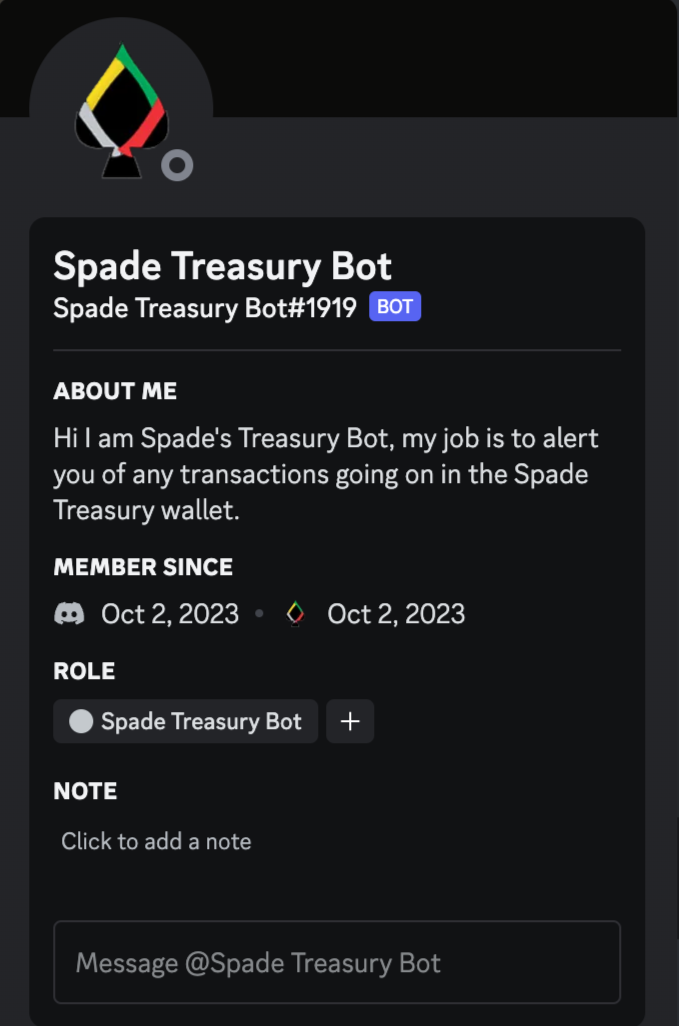 Spade Treasury Bot
Spade Treasury Bot#1919 BOT
ABOUT ME
Hi I am Spade's Treasury Bot, my job is to alert
you of any transactions going on in the Spade
Treasury wallet.
MEMBER SINCE
Oct 2, 2023 • Oct 2, 2023
ROLE
Spade Treasury Bot +
NOTE
Click to add a note
Message @Spade Treasury Bot